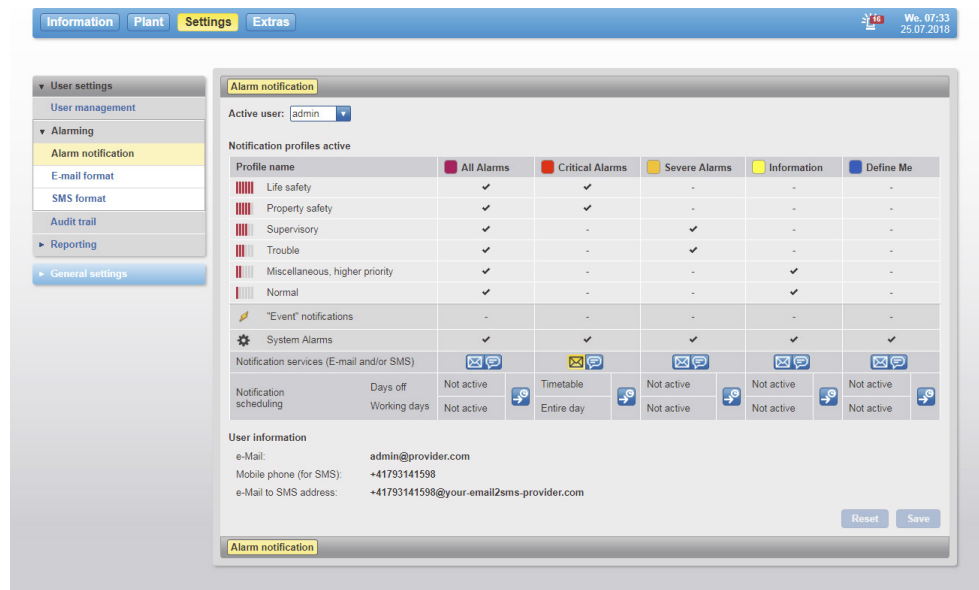 Information Plant Settings Extras 16 We. 07:33
25.07.2018
User settings
User management
Alarming
Alarm notification
E-mail format
SMS format
Audit trail
Reporting
General settings
Alarm notification
Active user: admin
Notification profiles active
Profile name All Alarms Critical Alarms Severe Alarms Information Define Me
Life safety ✔ ✔ - - -
Property safety ✔ ✔ - - -
Supervisory ✔ - ✔ - -
Trouble ✔ - ✔ - -
Miscellaneous, higher priority ✔ - - ✔ -
Normal ✔ - - ✔ -
"Event" notifications - - - - -
System Alarms ✔ ✔ ✔ ✔ ✔
Notification services (E-mail and/or SMS)
Notification scheduling
Days off Not active Timetable Not active Not active Not active
Working days Not active Entire day Not active Not active Not active
User information
e-Mail: admin@provider.com
Mobile phone (for SMS): +41793141598
e-Mail to SMS address: +41793141598@your-email2sms-provider.com
Reset Save
Alarm notification